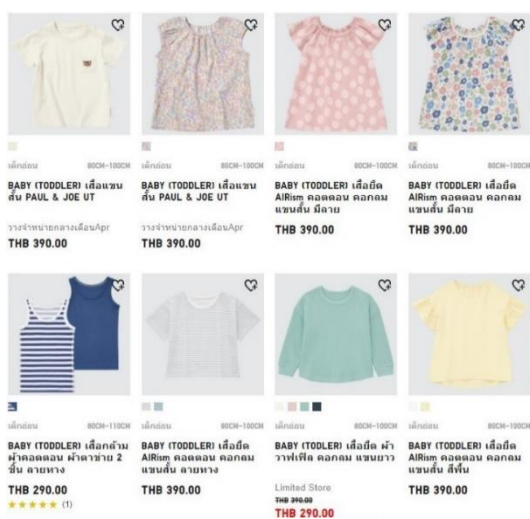 เด็กอ่อน 80CM-100CM
BABY (TODDLER) เสื้อแขน
สั้น PAUL & JOE UT
วางจำหน่ายกลางเดือนApr
THB 390.00
เด็กอ่อน 80CM-100CM
BABY (TODDLER) เสื้อแขน
สั้น PAUL & JOE UT
วางจำหน่ายกลางเดือนApr
THB 390.00
เด็กอ่อน 80CM-100CM
BABY (TODDLER) เสื้อยืด
AIRism คอตตอน คอกลม
แขนสั้น มีลาย
THB 390.00
เด็กอ่อน 80CM-100CM
BABY (TODDLER) เสื้อยืด
AIRism คอตตอน คอกลม
แขนสั้น มีลาย
THB 390.00
เด็กอ่อน 80CM-110CM
BABY (TODDLER) เสื้อกล้าม
ผ้าคอตตอน ผ้าตาข่าย 2
ชิ้น ลายทาง
THB 290.00
★★★★★ (1)
เด็กอ่อน 80CM-100CM
BABY (TODDLER) เสื้อยืด
AIRism คอตตอน คอกลม
แขนสั้น ลายทาง
THB 390.00
เด็กอ่อน 80CM-100CM
BABY (TODDLER) เสื้อยืด ผ้า
วาฟเฟิล คอกลม แขนยาว
Limited Store
THB 390.00
THB 290.00
เด็กอ่อน 80CM-100CM
BABY (TODDLER) เสื้อยืด
AIRism คอตตอน คอกลม
แขนสั้น สีพื้น
THB 390.00